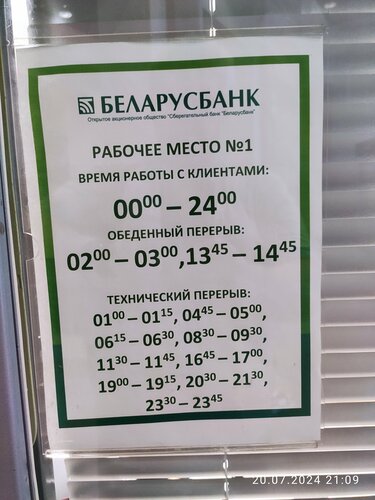 БЕЛАРУСБАНК
Открытое акционерное общество "Сберегательный банк "Беларусбанк"
РАБОЧЕЕ МЕСТО №1
ВРЕМЯ РАБОТЫ С КЛИЕНТАМИ:
00⁰⁰ – 24⁰⁰
ОБЕДЕННЫЙ ПЕРЕРЫВ:
02⁰⁰ – 03⁰⁰,13⁴⁵ – 14⁴⁵
ТЕХНИЧЕСКИЙ ПЕРЕРЫВ:
01⁰⁰ – 01¹⁵, 04⁴⁵ – 05⁰⁰,
06¹⁵ – 06³⁰, 08³⁰ – 09³⁰,
11³⁰ – 11⁴⁵, 16⁴⁵ – 17⁰⁰,
19⁰⁰ – 19¹⁵, 20³⁰ – 21³⁰,
23³⁰ – 23⁴⁵
20.07.2024 21:09